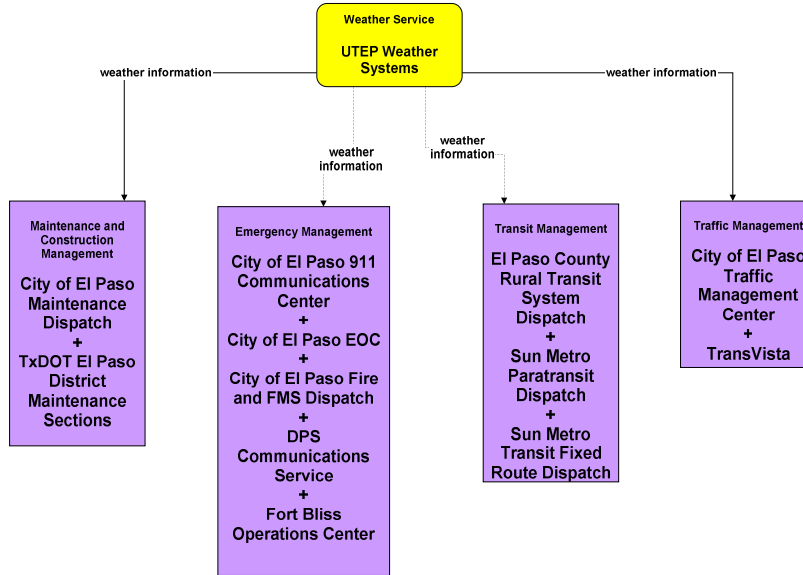 Weather Service
UTEP Weather
Systems
weather information
weather information
weather
information
weather
information
Maintenance and
Construction
Management
City of El Paso
Maintenance
Dispatch
+
TxDOT El Paso
District
Maintenance
Sections
Emergency Management
City of El Paso 911
Communications
Center
+
City of El Paso EOC
+
City of El Paso Fire
and FMS Dispatch
+
DPS
Communications
Service
+
Fort Bliss
Operations Center
Transit Management
El Paso County
Rural Transit
System
Dispatch
+
Sun Metro
Paratransit
Dispatch
+
Sun Metro
Transit Fixed
Route Dispatch
Traffic Management
City of El Paso
Traffic
Management
Center
+
TransVista